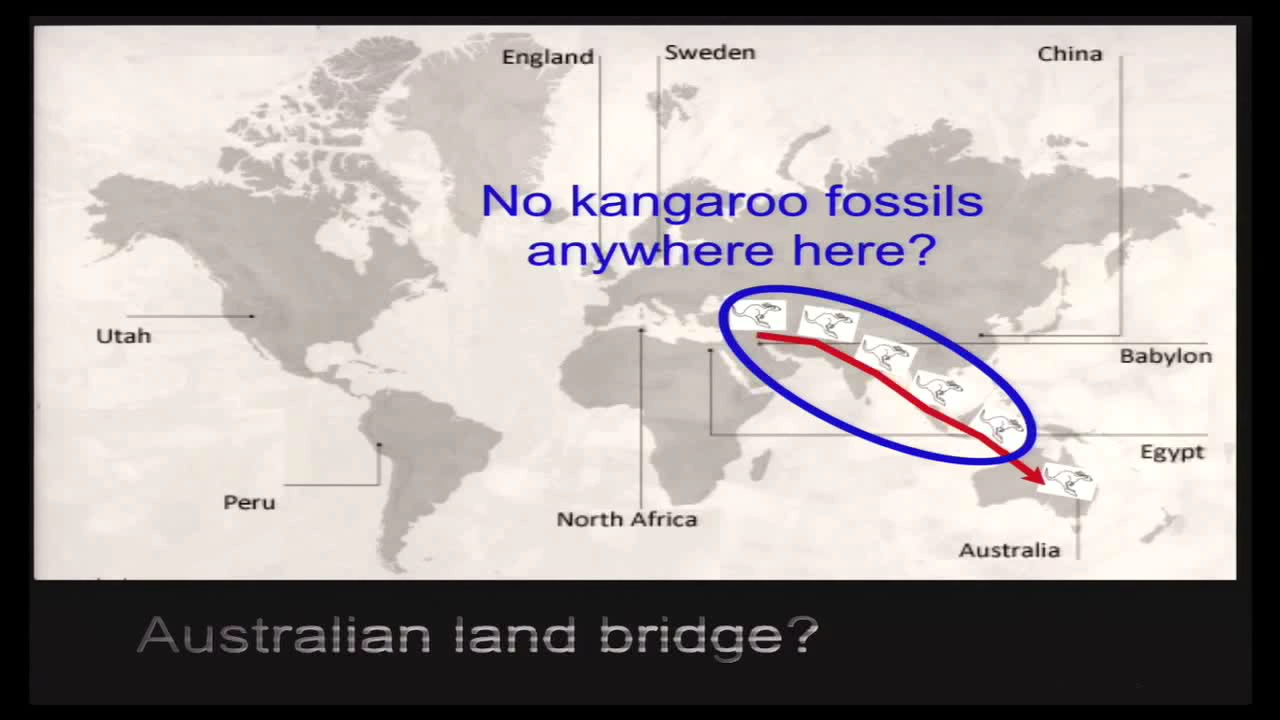 England
Sweden
China
No kangaroo fossils
anywhere here?
Utah
Babylon
Egypt
Peru
North Africa
Australia
Australian land bridge?